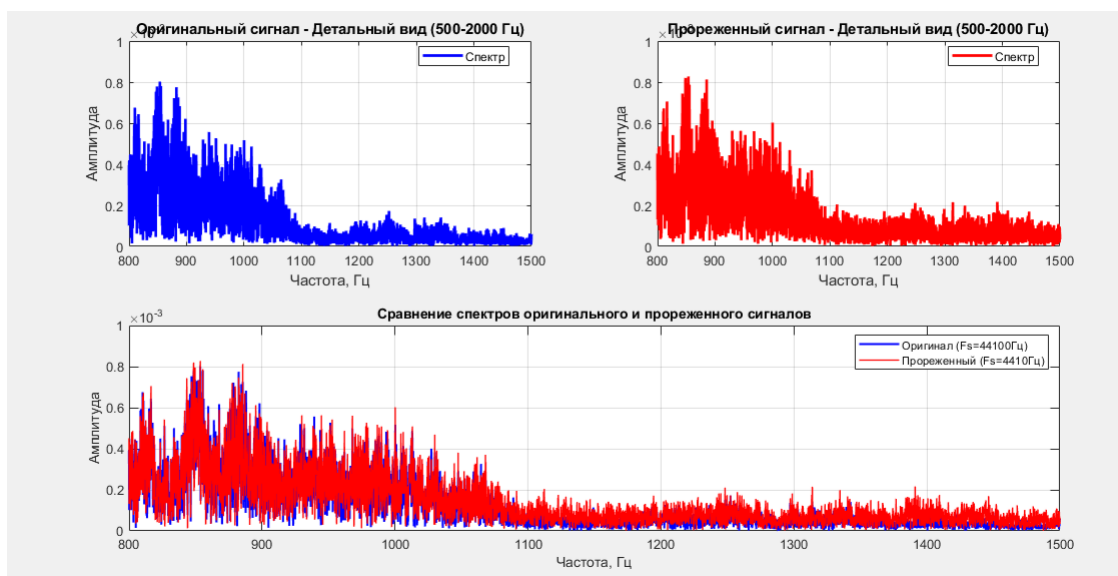 Оригинальный сигнал - Детальный вид (500-2000 Гц)
Спектр
1
0.8
0.6
0.4
0.2
0
Амплитуда
800 900 1000 1100 1200 1300 1400 1500
Частота, Гц
Прореженный сигнал - Детальный вид (500-2000 Гц)
Спектр
1
0.8
0.6
0.4
0.2
0
Амплитуда
800 900 1000 1100 1200 1300 1400 1500
Частота, Гц
Сравнение спектров оригинального и прореженного сигналов
×10-3
Оригинал (Fs=44100Гц)
Прореженный (Fs=4410Гц)
1
0.8
0.6
0.4
0.2
0
Амплитуда
800 900 1000 1100 1200 1300 1400 1500
Частота, Гц